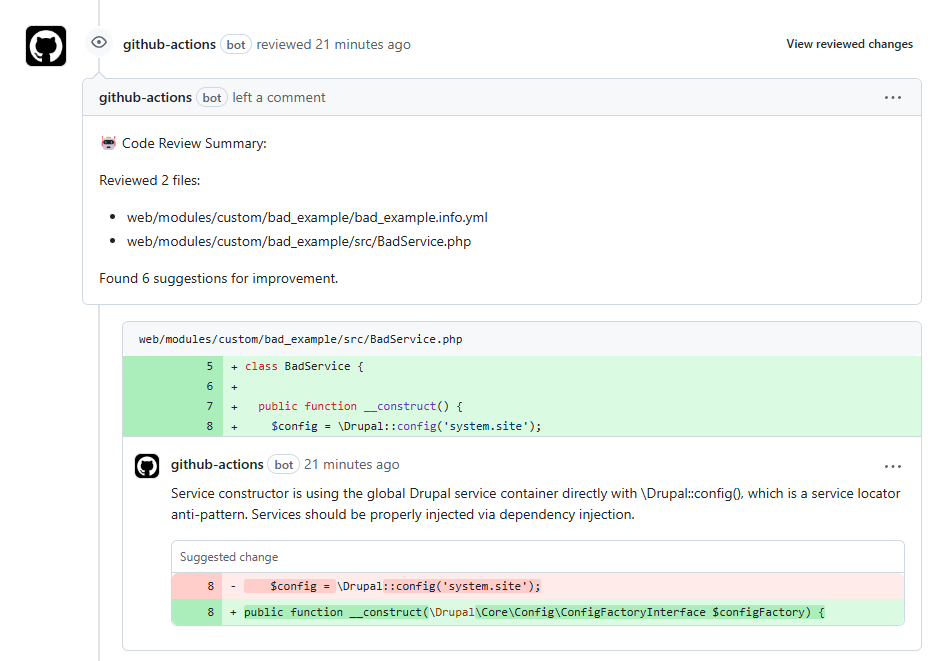 github-actions bot reviewed 21 minutes ago
View reviewed changes
github-actions bot left a comment
Code Review Summary:
Reviewed 2 files:
web/modules/custom/bad_example/bad_example.info.yml
web/modules/custom/bad_example/src/BadService.php
Found 6 suggestions for improvement.
web/modules/custom/bad_example/src/BadService.php
5 + class BadService {
6 +
7 + public function __construct() {
8 + $config = \Drupal::config('system.site');
github-actions bot 21 minutes ago
Service constructor is using the global Drupal service container directly with \Drupal::config(), which is a service locator
anti-pattern. Services should be properly injected via dependency injection.
Suggested change
8 - $config = \Drupal::config('system.site');
8 + public function __construct(\Drupal\Core\Config\ConfigFactoryInterface $configFactory) {